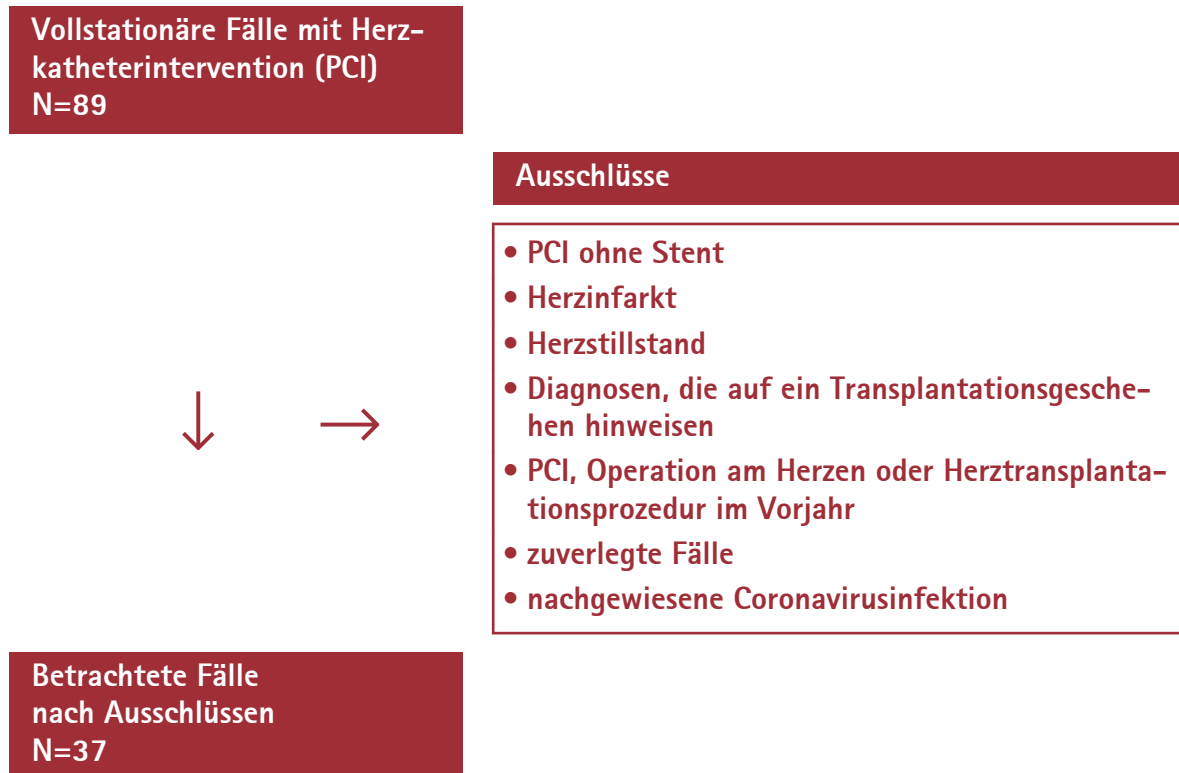 Vollstationäre Fälle mit Herz-
katheterintervention (PCI)
N=89
Ausschlüsse
• PCI ohne Stent
• Herzinfarkt
• Herzstillstand
• Diagnosen, die auf ein Transplantationsgesche-
hen hinweisen
• PCI, Operation am Herzen oder Herztransplanta-
tionsprozedur im Vorjahr
• zuverlegte Fälle
• nachgewiesene Coronavirusinfektion
Betrachtete Fälle
nach Ausschlüssen
N=37